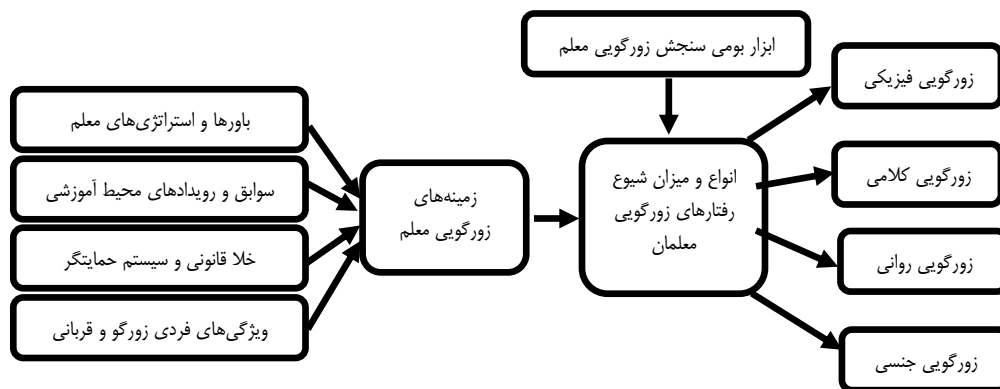 ابزار بومی سنجش زورگویی معلم
باورها و استراتژی‌های معلم
سوابق و رویدادهای محیط آموزشی
خلا قانونی و سیستم حمایتگر
ویژگی‌های فردی زورگو و قربانی
زمینه‌های
زورگویی معلم
انواع و میزان شیوع
رفتارهای زورگویی
معلمان
زورگویی فیزیکی
زورگویی کلامی
زورگویی روانی
زورگویی جنسی